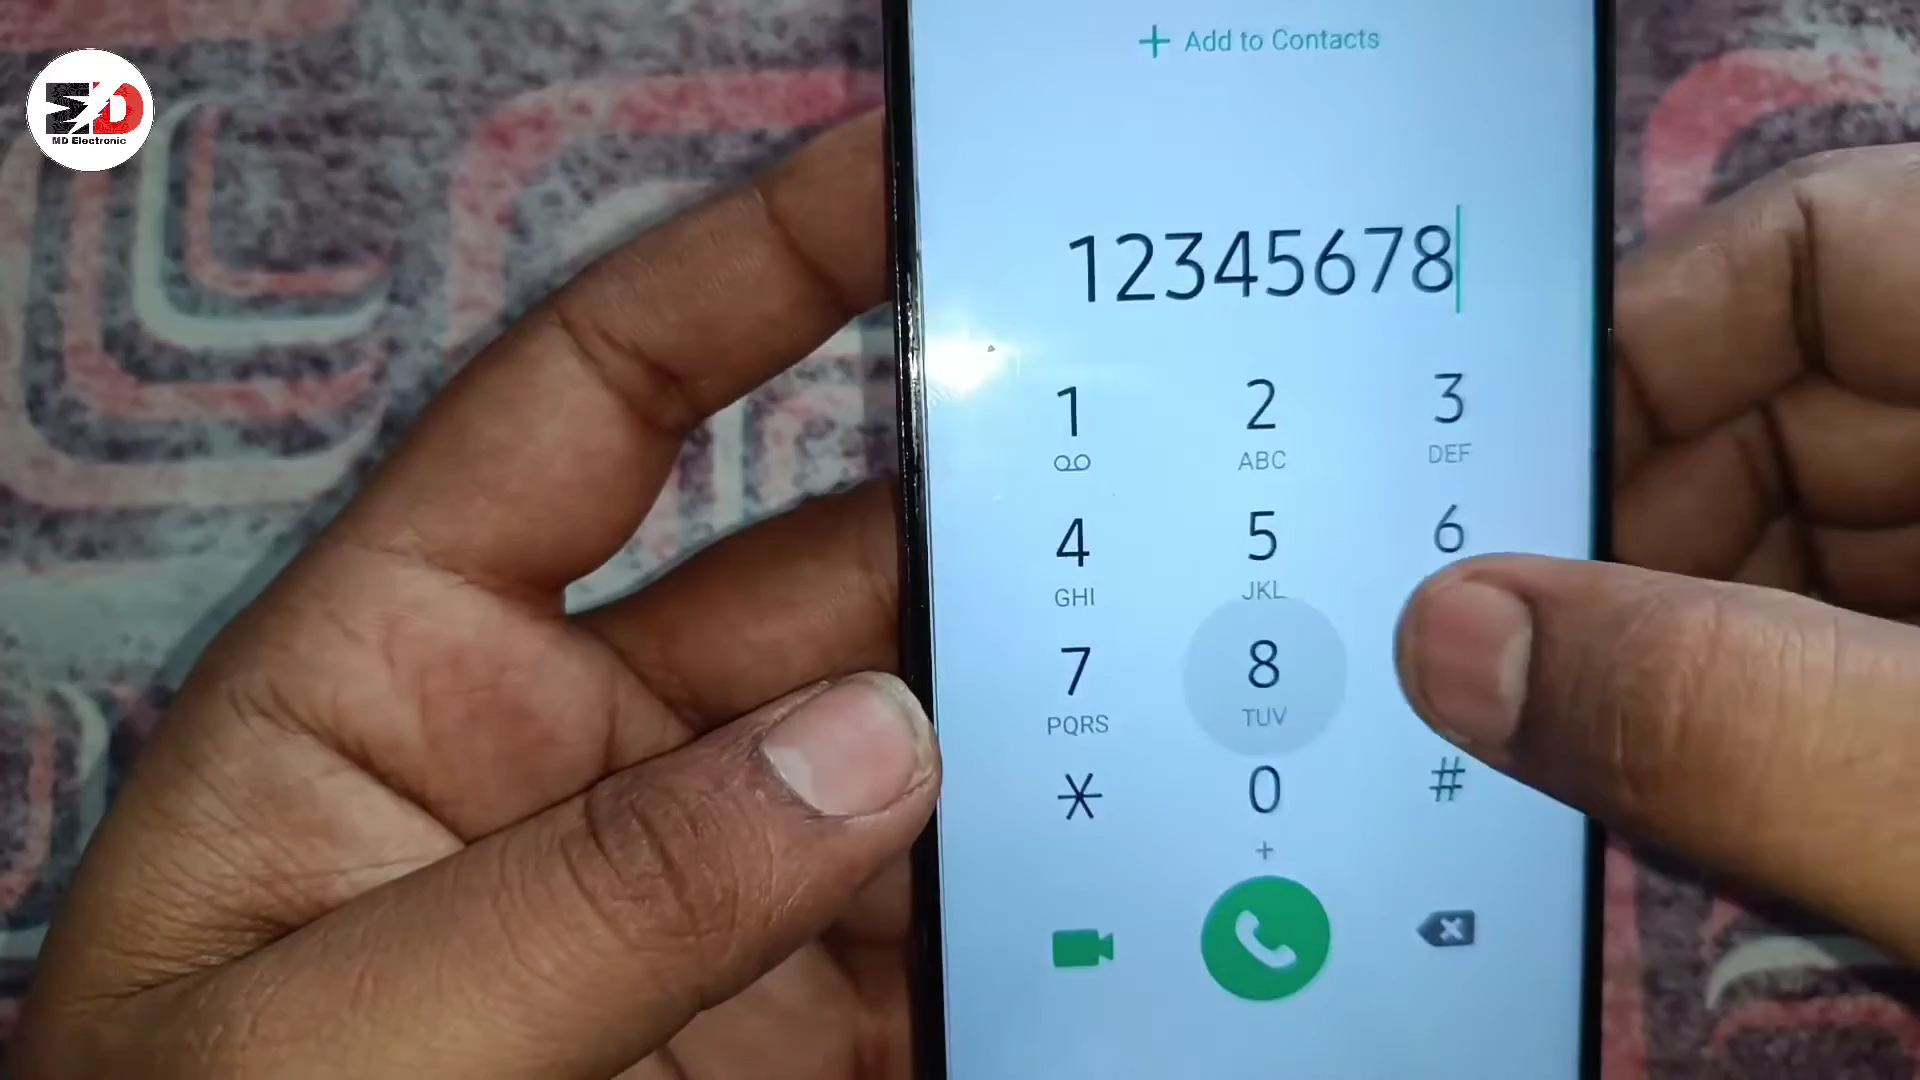 MD
MD Electronic
+ Add to Contacts
12345678
1 2 3
ABC DEF
4 5 6
GHI JKL
7 8
PQRS TUV
* 0 #
+